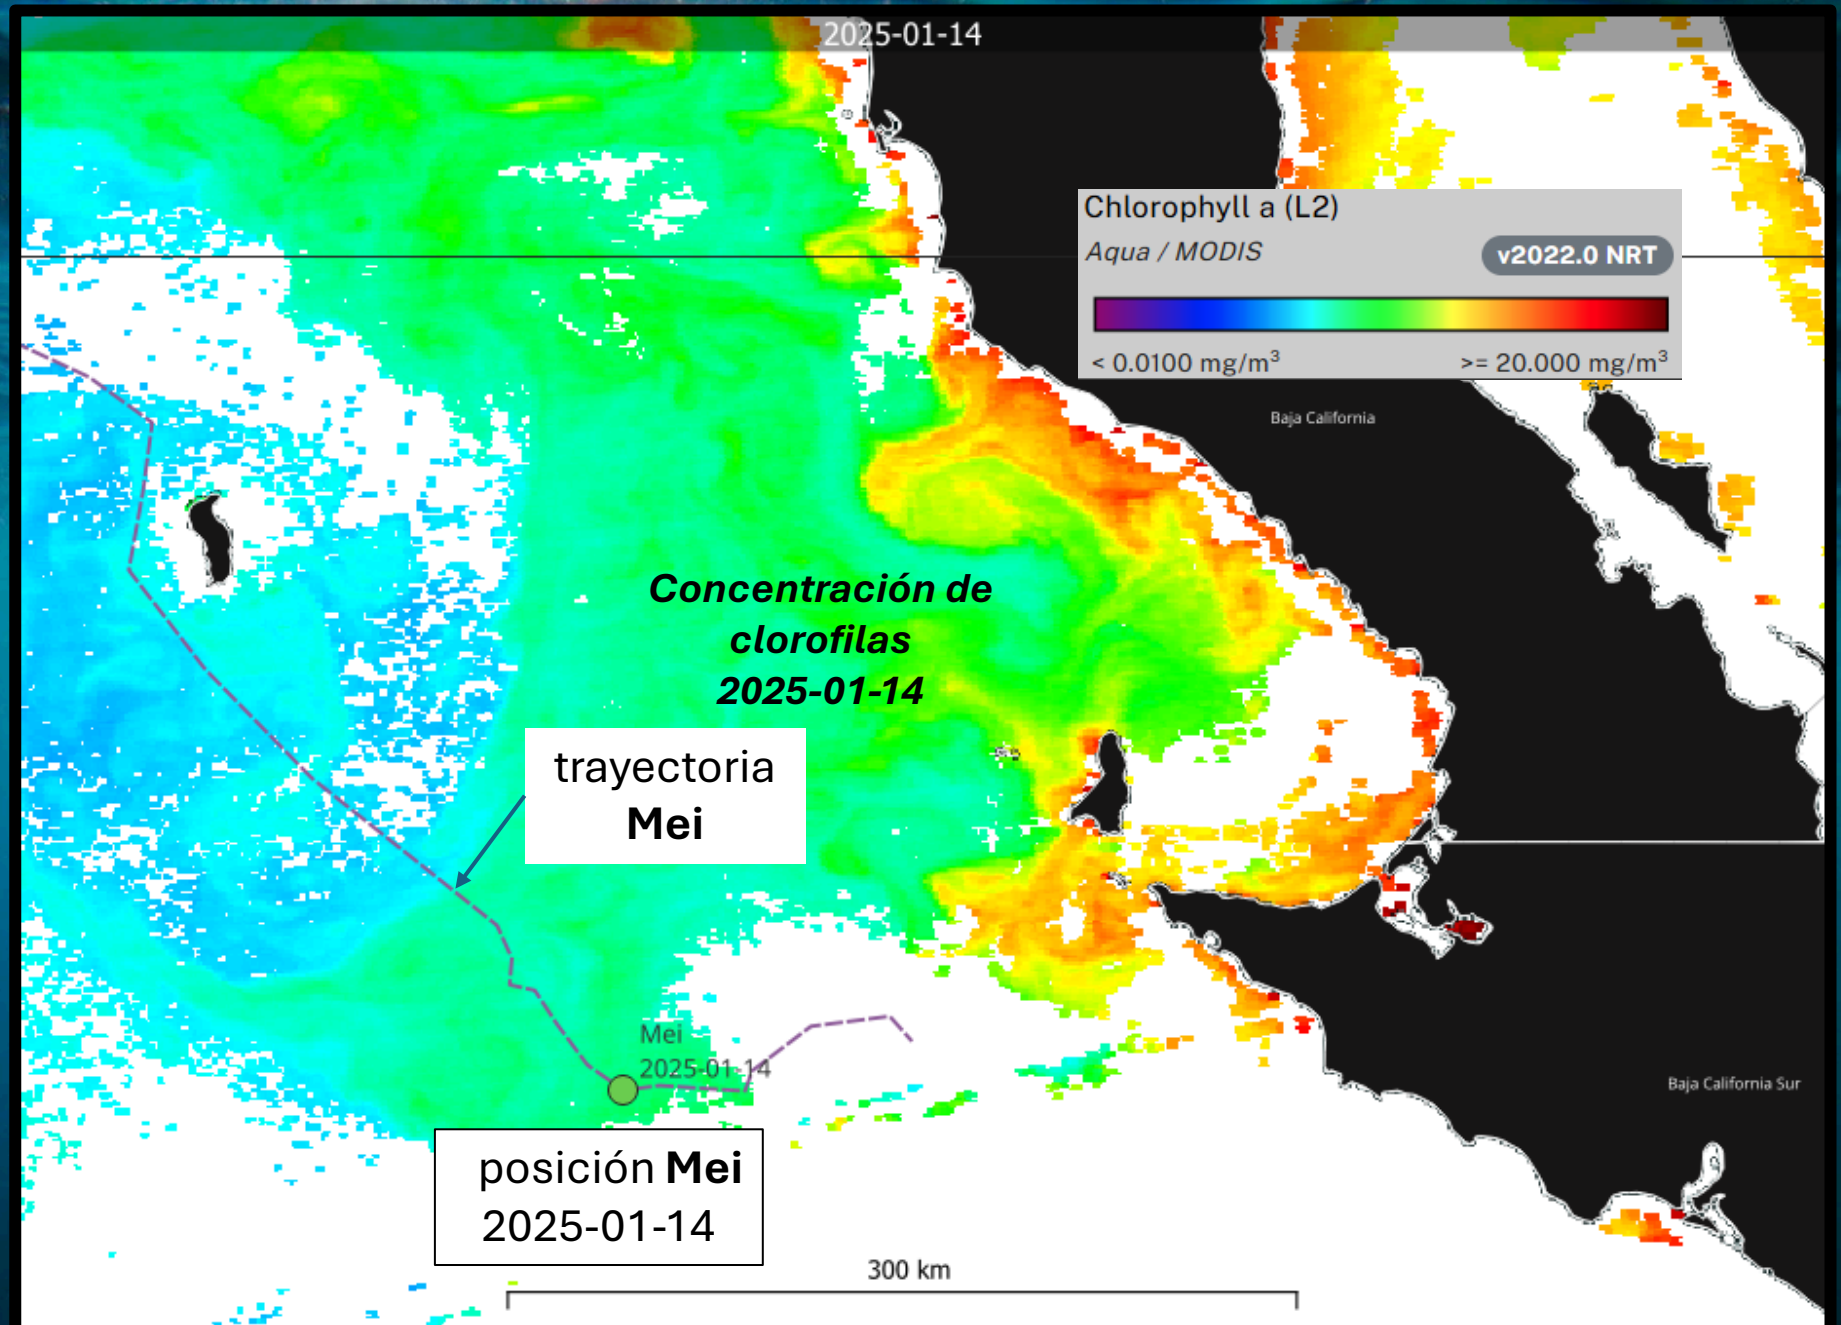 2025-01-14
Chlorophyll a (L2)
Aqua / MODIS
v2022.0 NRT
< 0.0100 mg/m³
>= 20.000 mg/m³
Baja California
Concentración de
clorofilas
2025-01-14
trayectoria
Mei
Mei
2025-01-14
Baja California Sur
posición Mei
2025-01-14
300 km